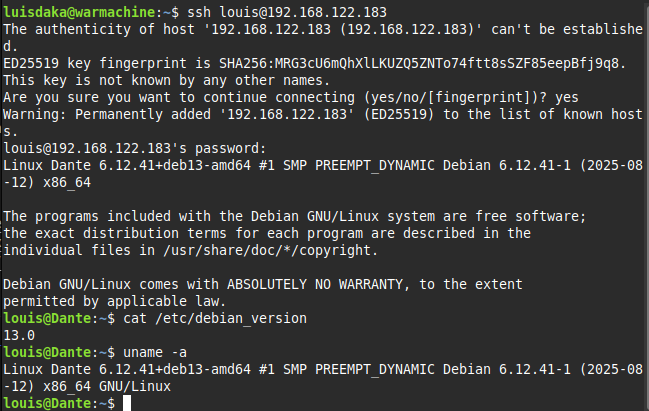 luisdaka@warmachine:~$ ssh louis@192.168.122.183
The authenticity of host '192.168.122.183 (192.168.122.183)' can't be establishe
d.
ED25519 key fingerprint is SHA256:MRG3cU6mQhXlLKUZQ5ZNTo74ftt8sSZF85eepBfj9q8.
This key is not known by any other names.
Are you sure you want to continue connecting (yes/no/[fingerprint])? yes
Warning: Permanently added '192.168.122.183' (ED25519) to the list of known host
s.
louis@192.168.122.183's password:
Linux Dante 6.12.41+deb13-amd64 #1 SMP PREEMPT_DYNAMIC Debian 6.12.41-1 (2025-08
-12) x86_64

The programs included with the Debian GNU/Linux system are free software;
the exact distribution terms for each program are described in the
individual files in /usr/share/doc/*/copyright.

Debian GNU/Linux comes with ABSOLUTELY NO WARRANTY, to the extent
permitted by applicable law.
louis@Dante:~$ cat /etc/debian_version
13.0
louis@Dante:~$ uname -a
Linux Dante 6.12.41+deb13-amd64 #1 SMP PREEMPT_DYNAMIC Debian 6.12.41-1 (2025-08
-12) x86_64 GNU/Linux
louis@Dante:~$